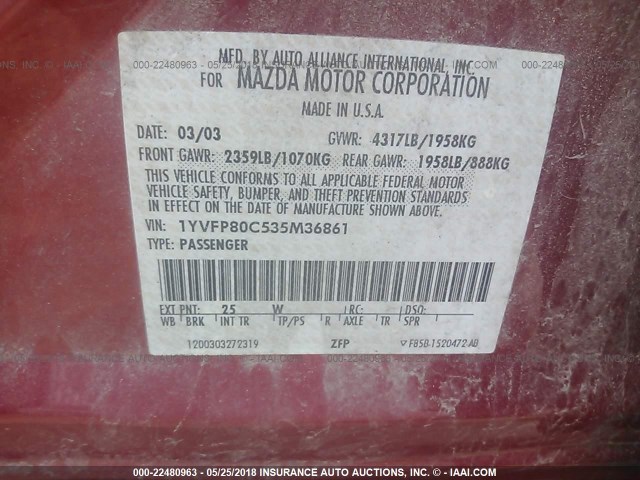 MFD. BY AUTO ALLIANCE INTERNATIONAL, INC.
FOR MAZDA MOTOR CORPORATION
MADE IN U.S.A.
DATE: 03/03 GVWR: 4317LB/1958KG
FRONT GAWR: 2359LB/1070KG REAR GAWR: 1958LB/888KG
THIS VEHICLE CONFORMS TO ALL APPLICABLE FEDERAL MOTOR
VEHICLE SAFETY, BUMPER, AND THEFT PREVENTION STANDARDS
IN EFFECT ON THE DATE OF MANUFACTURE SHOWN ABOVE.
VIN: 1YVFP80C535M36861
TYPE: PASSENGER
EXT PNT: 25 W RC: DSO:
WB BRK INT TR TP/PS R AXLE TR SPR
1200303272319 ZFP F85B-1520472-AB
000-22480963 - 05/25/2018 INSURANCE AUTO AUCTIONS, INC. - © IAAI.COM